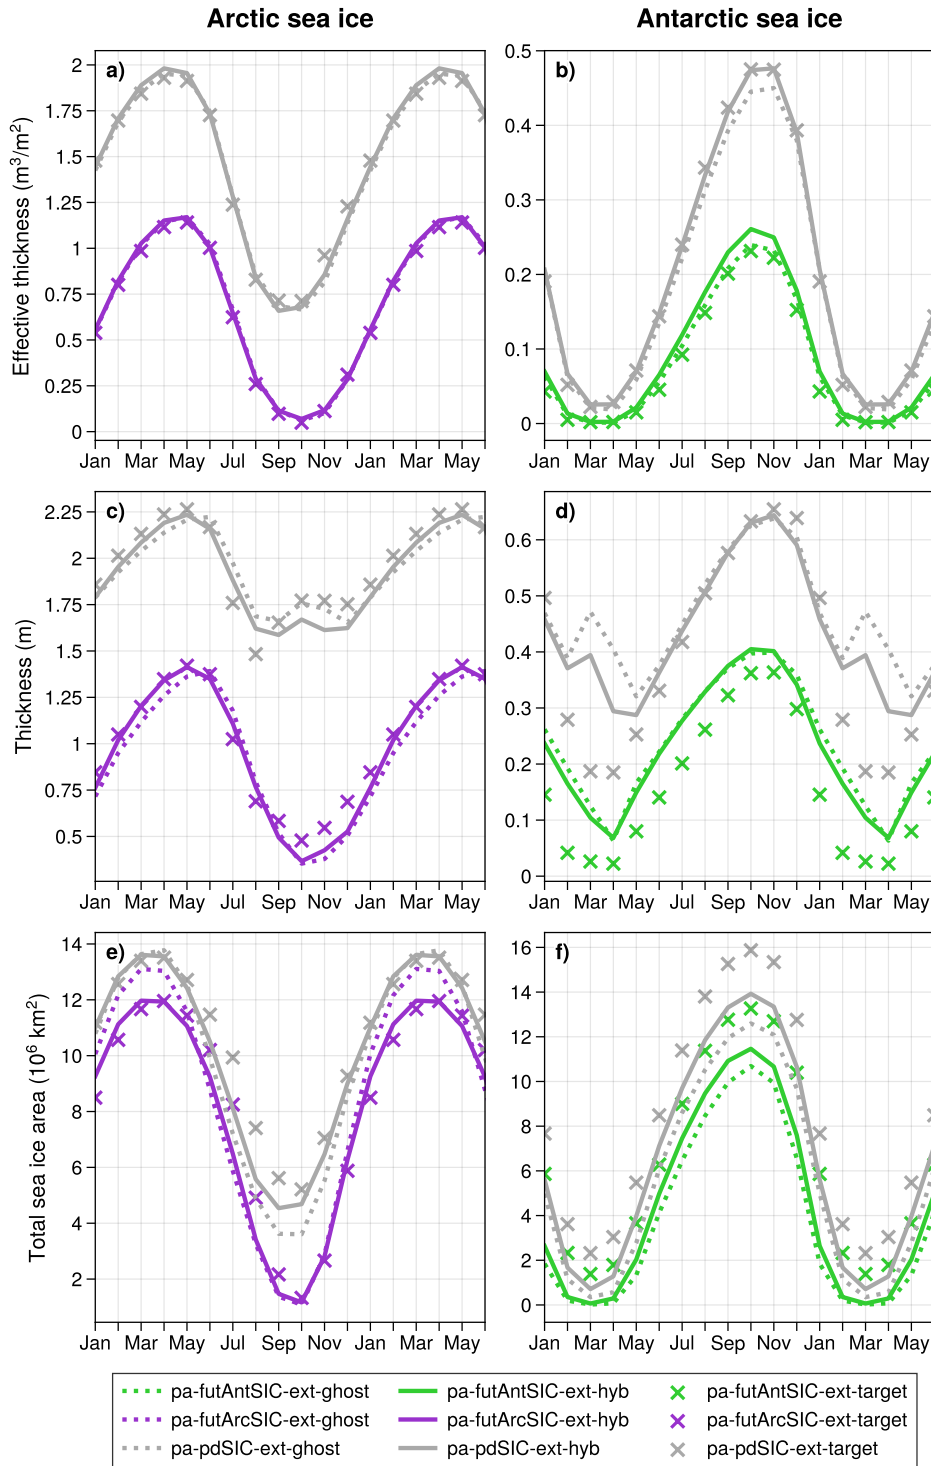 Arctic sea ice
Antarctic sea ice
a)
Effective thickness (m³/m²)
2
1.75
1.5
1.25
1
0.75
0.5
0.25
0
Jan Mar May Jul Sep Nov Jan Mar May
b)
0.5
0.4
0.3
0.2
0.1
0
Jan Mar May Jul Sep Nov Jan Mar May
c)
Thickness (m)
2.25
2
1.75
1.5
1.25
1
0.75
0.5
Jan Mar May Jul Sep Nov Jan Mar May
d)
0.6
0.5
0.4
0.3
0.2
0.1
0
Jan Mar May Jul Sep Nov Jan Mar May
e)
Total sea ice area (10⁶ km²)
14
12
10
8
6
4
2
Jan Mar May Jul Sep Nov Jan Mar May
f)
16
14
12
10
8
6
4
2
0
Jan Mar May Jul Sep Nov Jan Mar May
pa-futAntSIC-ext-ghost pa-futAntSIC-ext-hyb pa-futAntSIC-ext-target
pa-futArcSIC-ext-ghost pa-futArcSIC-ext-hyb pa-futArcSIC-ext-target
pa-pdSIC-ext-ghost pa-pdSIC-ext-hyb pa-pdSIC-ext-target